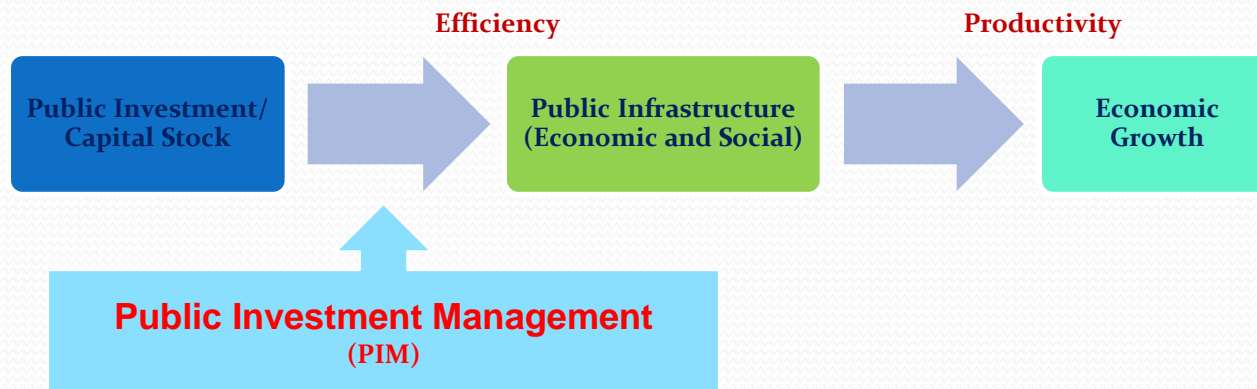 Efficiency
Productivity
Public Investment/
Capital Stock
Public Infrastructure
(Economic and Social)
Economic
Growth
Public Investment Management
(PIM)